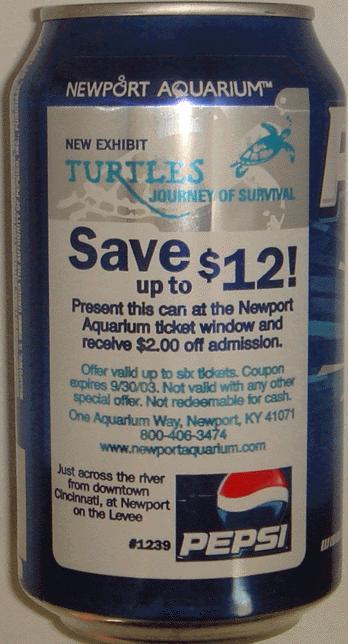 NEWPORT AQUARIUM™
NEW EXHIBIT
TURTLES
JOURNEY OF SURVIVAL
Save
up to
$12!
Present this can at the Newport
Aquarium ticket window and
receive $2.00 off admission.
Offer valid up to six tickets. Coupon
expires 9/30/03. Not valid with any other
special offer. Not redeemable for cash.
One Aquarium Way, Newport, KY 41071
800-406-3474
www.newportaquarium.com
Just across the river
from downtown
Cincinnati, at Newport
on the Levee
#1239
PEPSI